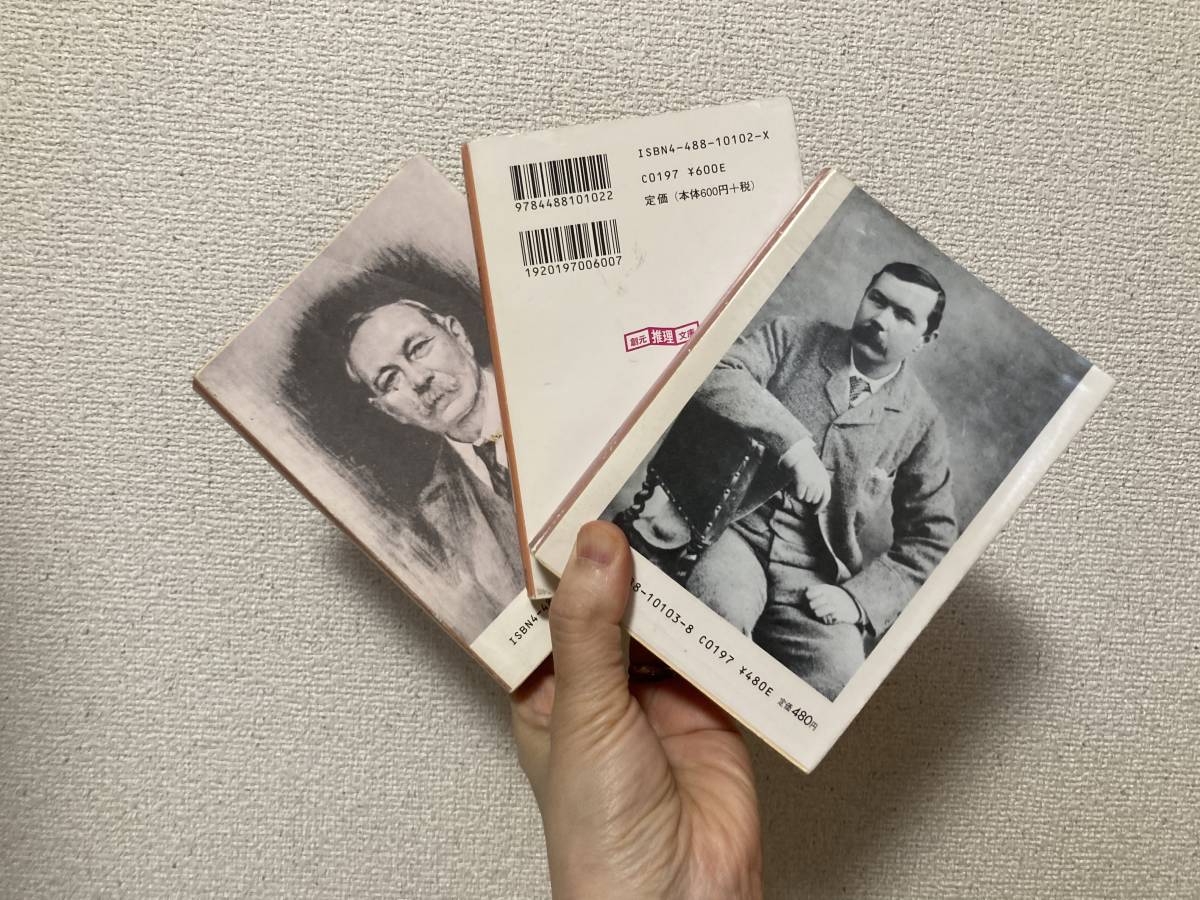 ISBN4-4
ISBN4-488-10102-X
C0197 ¥600E
定価（本体600円＋税）
9784488101022
1920197006007
創元 推理 文庫
8-10103-8 C0197 ¥480E
定価480円